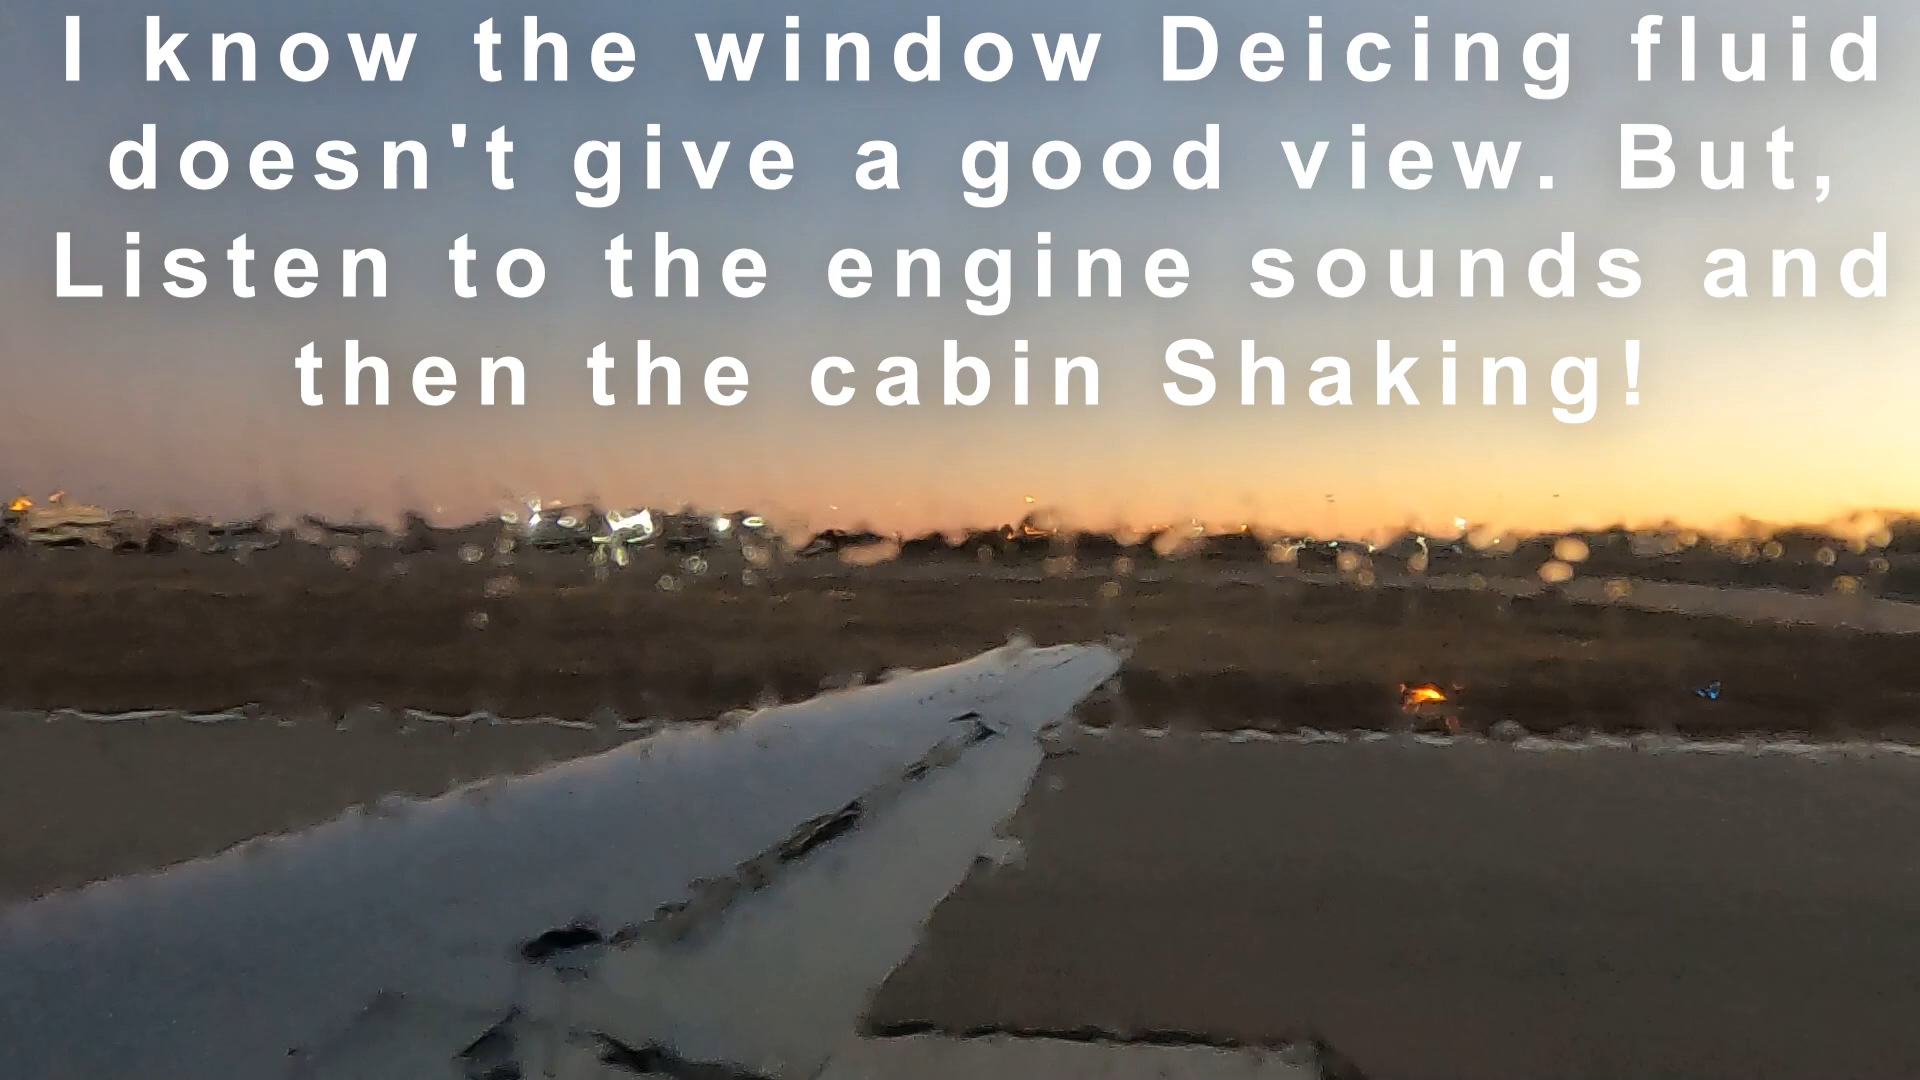 I know the window Deicing fluid
doesn't give a good view. But,
Listen to the engine sounds and
then the cabin Shaking!